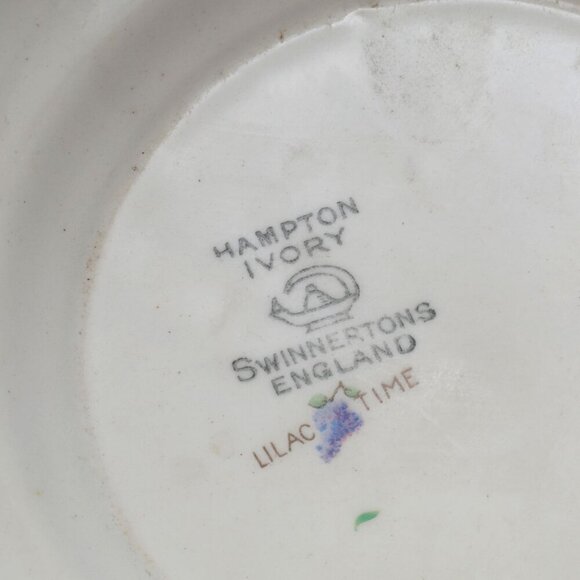 HAMPTON
IVORY
SWINNERTONS
ENGLAND
LILAC TIME